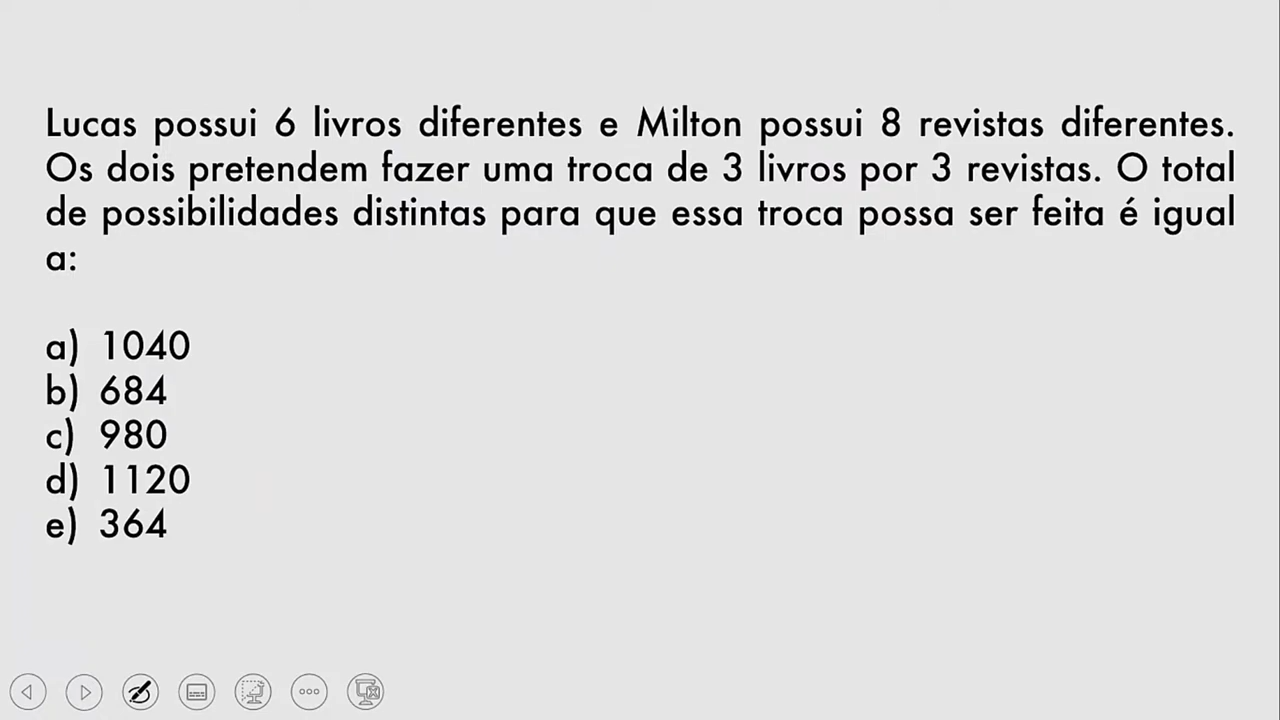 Lucas possui 6 livros diferentes e Milton possui 8 revistas diferentes.
Os dois pretendem fazer uma troca de 3 livros por 3 revistas. O total
de possibilidades distintas para que essa troca possa ser feita é igual
a:
a) 1040
b) 684
c) 980
d) 1120
e) 364